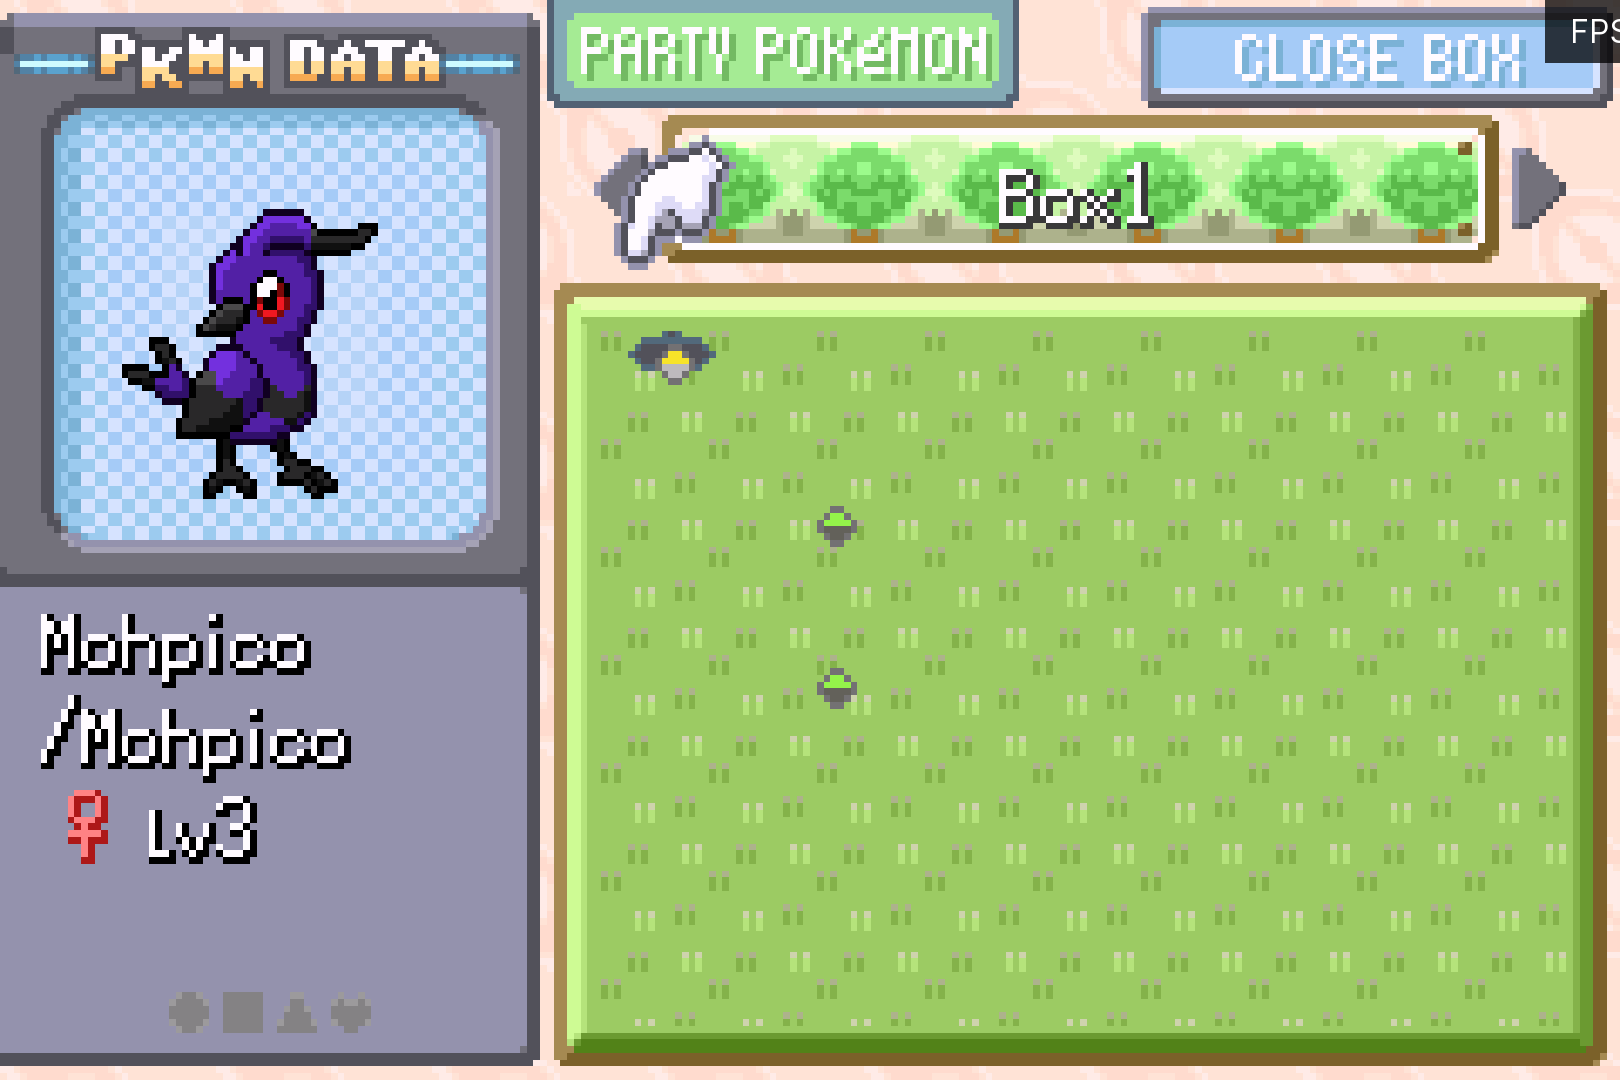 PKMN DATA
PARTY POKéMON
CLOSE BOX
FPS
Box1
Mohpico
/Mohpico
♀ Lv3